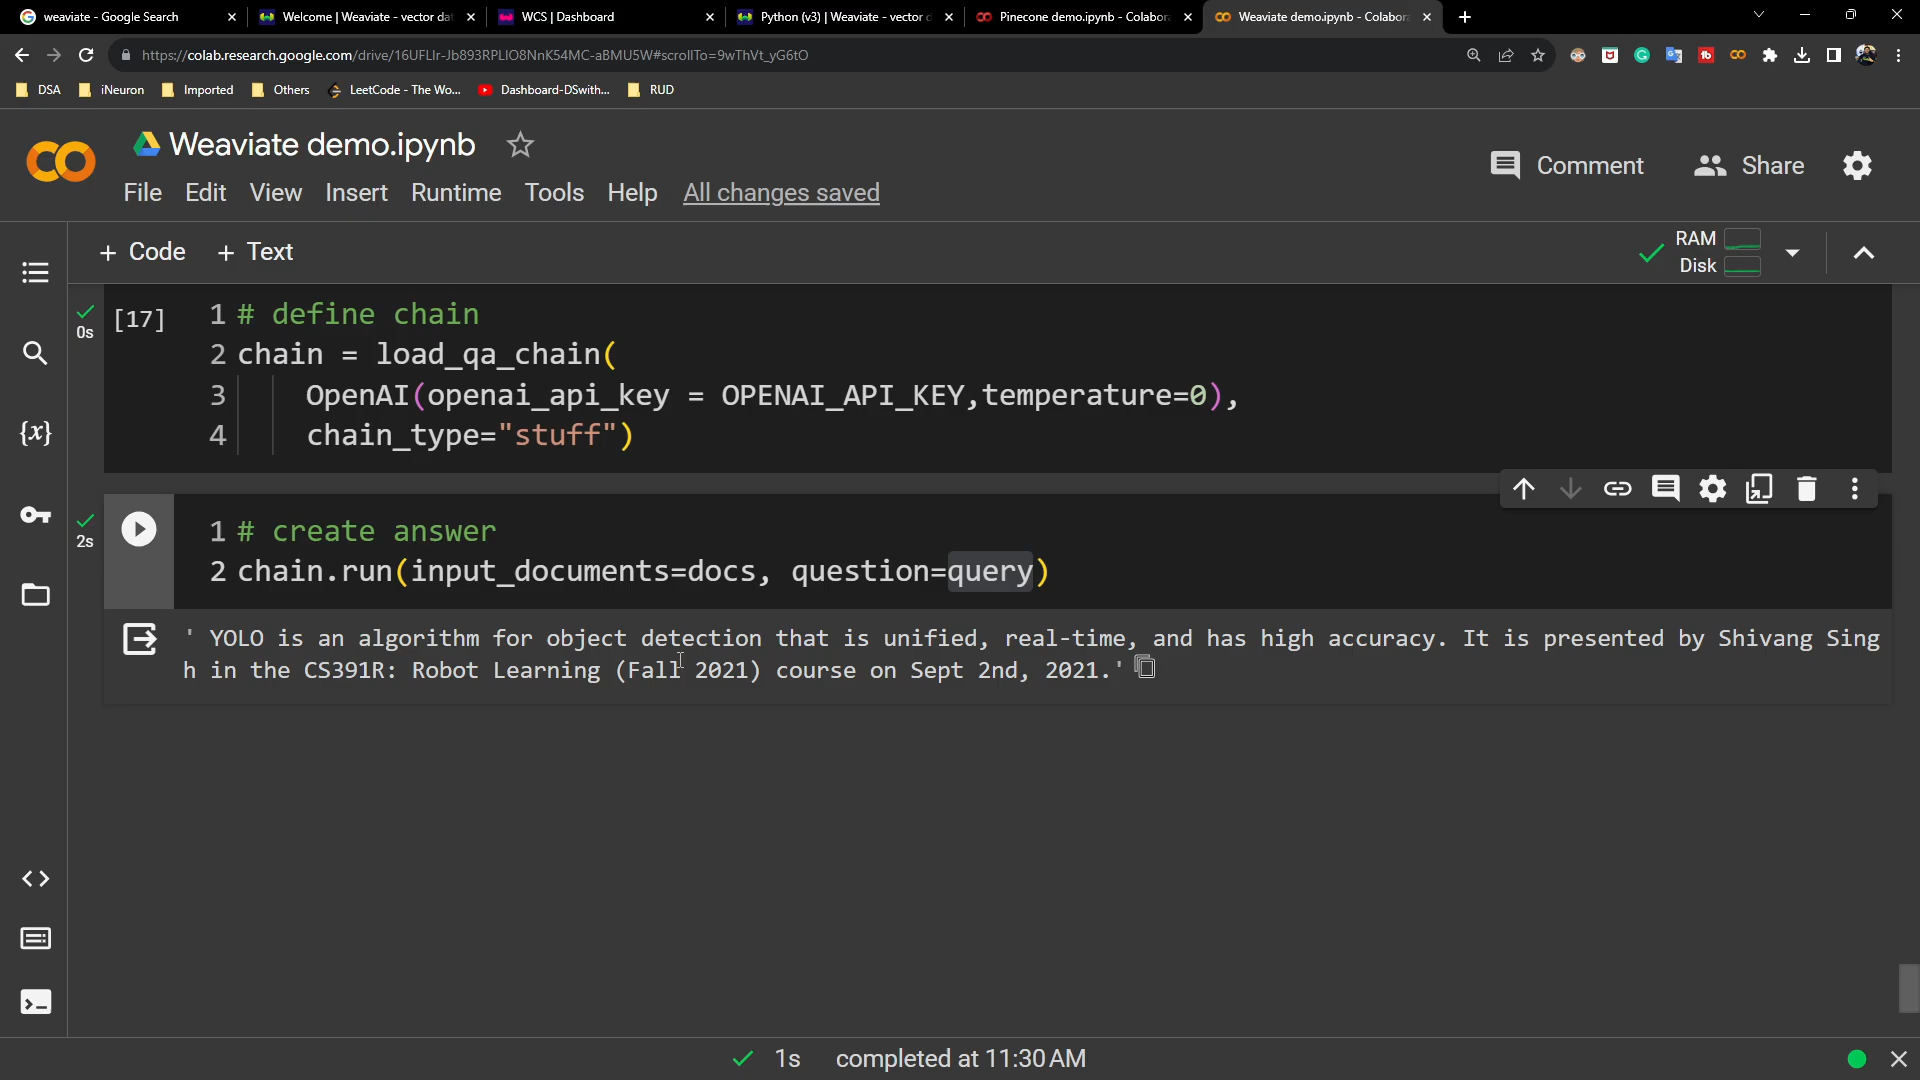 weaviate - Google Search
Welcome | Weaviate - vector dat
WCS | Dashboard
Python (v3) | Weaviate - vector d
Pinecone demo.ipynb - Colabora
Weaviate demo.ipynb - Colabora
https://colab.research.google.com/drive/16UFLIr-Jb893RPLIO8NnK54MC-aBMU5W#scrollTo=9wThVt_yG6tO
DSA
iNeuron
Imported
Others
LeetCode - The Wo...
Dashboard-DSwith...
RUD
Weaviate demo.ipynb
File Edit View Insert Runtime Tools Help All changes saved
Comment
Share
+ Code + Text
RAM
Disk
[17]
0s
1 # define chain
2 chain = load_qa_chain(
3 OpenAI(openai_api_key = OPENAI_API_KEY,temperature=0),
4 chain_type="stuff")
2s
1 # create answer
2 chain.run(input_documents=docs, question=query)
' YOLO is an algorithm for object detection that is unified, real-time, and has high accuracy. It is presented by Shivang Sing
h in the CS391R: Robot Learning (Fall 2021) course on Sept 2nd, 2021.'
1s completed at 11:30 AM